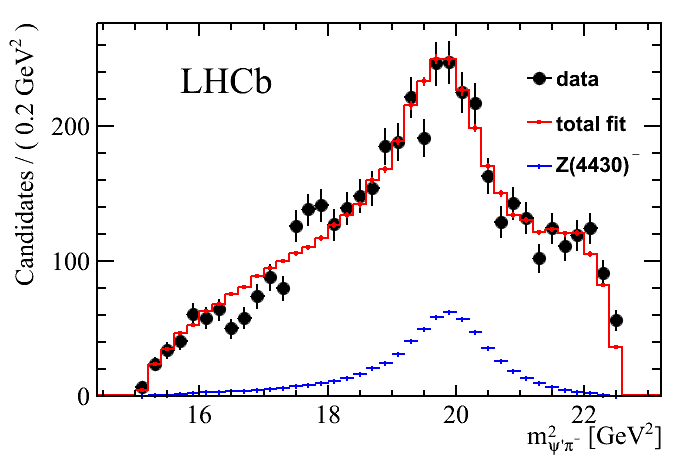 LHCb
data
total fit
Z(4430)⁻
Candidates / ( 0.2 GeV² )
200
100
0
16 18 20 22
m²ψ'π⁻ [GeV²]